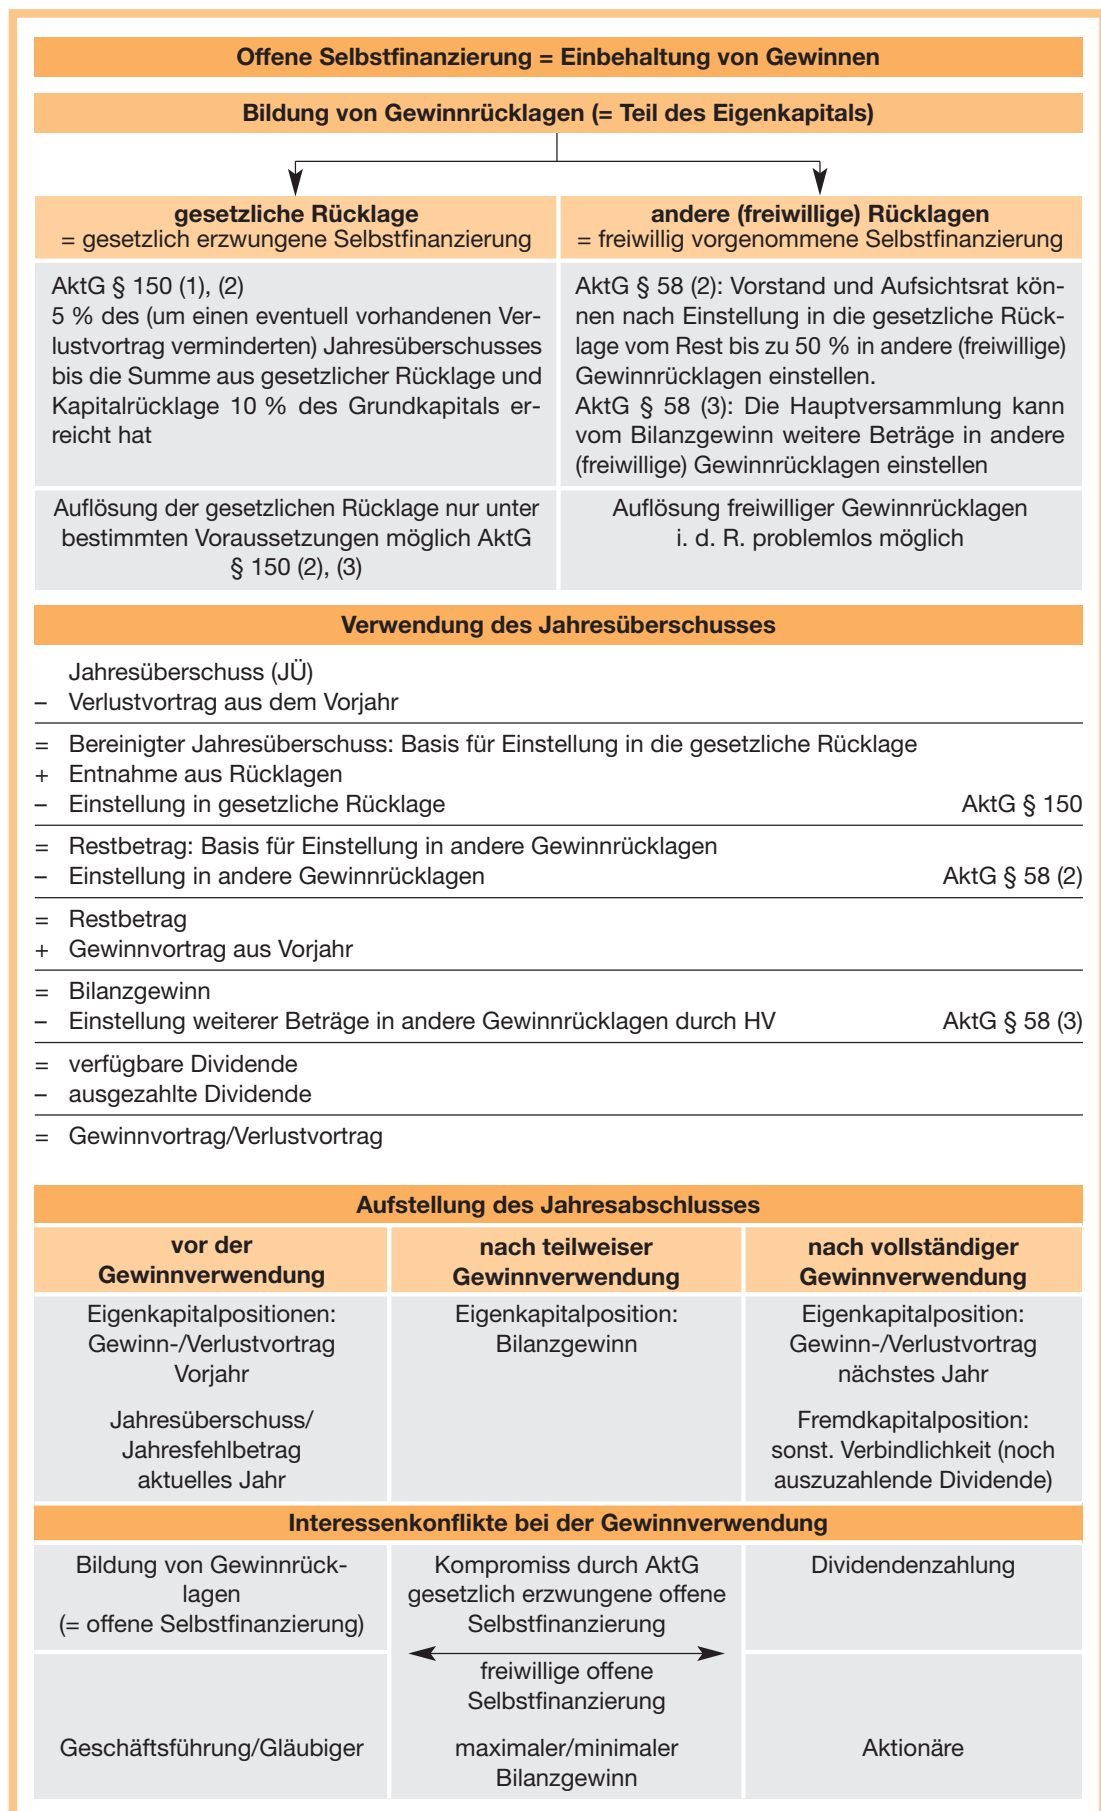 Offene Selbstfinanzierung = Einbehaltung von Gewinnen
Bildung von Gewinnrücklagen (= Teil des Eigenkapitals)
gesetzliche Rücklage
= gesetzlich erzwungene Selbstfinanzierung
AktG § 150 (1), (2)
5 % des (um einen eventuell vorhandenen Ver-
lustvortrag verminderten) Jahresüberschusses
bis die Summe aus gesetzlicher Rücklage und
Kapitalrücklage 10 % des Grundkapitals er-
reicht hat
Auflösung der gesetzlichen Rücklage nur unter
bestimmten Voraussetzungen möglich AktG
§ 150 (2), (3)
andere (freiwillige) Rücklagen
= freiwillig vorgenommene Selbstfinanzierung
AktG § 58 (2): Vorstand und Aufsichtsrat kön-
nen nach Einstellung in die gesetzliche Rück-
lage vom Rest bis zu 50 % in andere (freiwillige)
Gewinnrücklagen einstellen.
AktG § 58 (3): Die Hauptversammlung kann
vom Bilanzgewinn weitere Beträge in andere
(freiwillige) Gewinnrücklagen einstellen
Auflösung freiwilliger Gewinnrücklagen
i. d. R. problemlos möglich
Verwendung des Jahresüberschusses
Jahresüberschuss (JÜ)
– Verlustvortrag aus dem Vorjahr
= Bereinigter Jahresüberschuss: Basis für Einstellung in die gesetzliche Rücklage
+ Entnahme aus Rücklagen
– Einstellung in gesetzliche Rücklage AktG § 150
= Restbetrag: Basis für Einstellung in andere Gewinnrücklagen
– Einstellung in andere Gewinnrücklagen AktG § 58 (2)
= Restbetrag
+ Gewinnvortrag aus Vorjahr
= Bilanzgewinn
– Einstellung weiterer Beträge in andere Gewinnrücklagen durch HV AktG § 58 (3)
= verfügbare Dividende
– ausgezahlte Dividende
= Gewinnvortrag/Verlustvortrag
Aufstellung des Jahresabschlusses
vor der
Gewinnverwendung
Eigenkapitalpositionen:
Gewinn-/Verlustvortrag
Vorjahr
Jahresüberschuss/
Jahresfehlbetrag
aktuelles Jahr
nach teilweiser
Gewinnverwendung
Eigenkapitalposition:
Bilanzgewinn
nach vollständiger
Gewinnverwendung
Eigenkapitalposition:
Gewinn-/Verlustvortrag
nächstes Jahr
Fremdkapitalposition:
sonst. Verbindlichkeit (noch
auszuzahlende Dividende)
Interessenkonflikte bei der Gewinnverwendung
Bildung von Gewinnrück-
lagen
(= offene Selbstfinanzierung)
Geschäftsführung/Gläubiger
Kompromiss durch AktG
gesetzlich erzwungene offene
Selbstfinanzierung
freiwillige offene
Selbstfinanzierung
maximaler/minimaler
Bilanzgewinn
Dividendenzahlung
Aktionäre